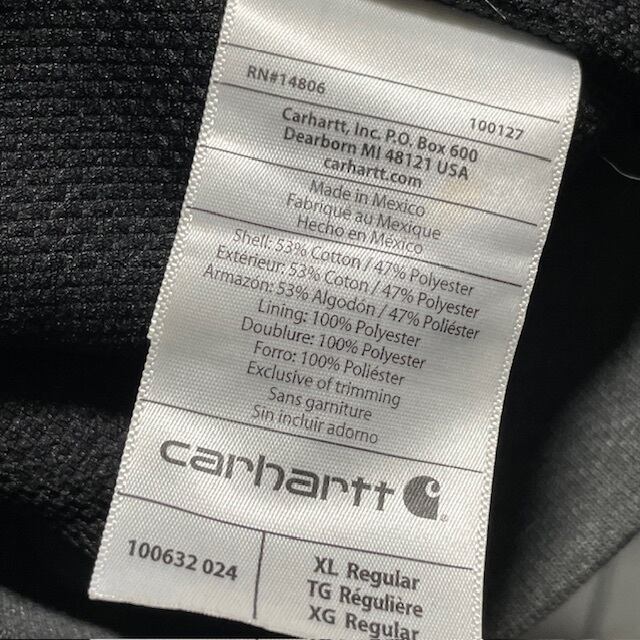 RN#14806
100127
Carhartt, Inc. P.O. Box 600
Dearborn MI 48121 USA
carhartt.com
Made in Mexico
Fabriqué au Mexique
Hecho en México
Shell: 53% Cotton / 47% Polyester
Extérieur: 53% Coton / 47% Polyester
Armazon: 53% Algodón / 47% Poliéster
Lining: 100% Polyester
Doublure: 100% Polyester
Forro: 100% Poliéster
Exclusive of trimming
Sans garniture
Sin incluir adorno
carhartt
100632 024
XL Regular
TG Régulière
XG Regular